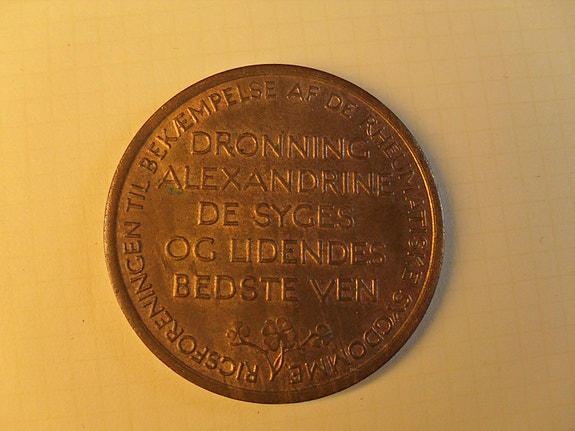 RIGSFORENINGEN TIL BEKÆMPELSE AF DE RHEUMATISKE SYGDOMME
DRONNING
ALEXANDRINE
DE SYGES
OG LIDENDES
BEDSTE VEN